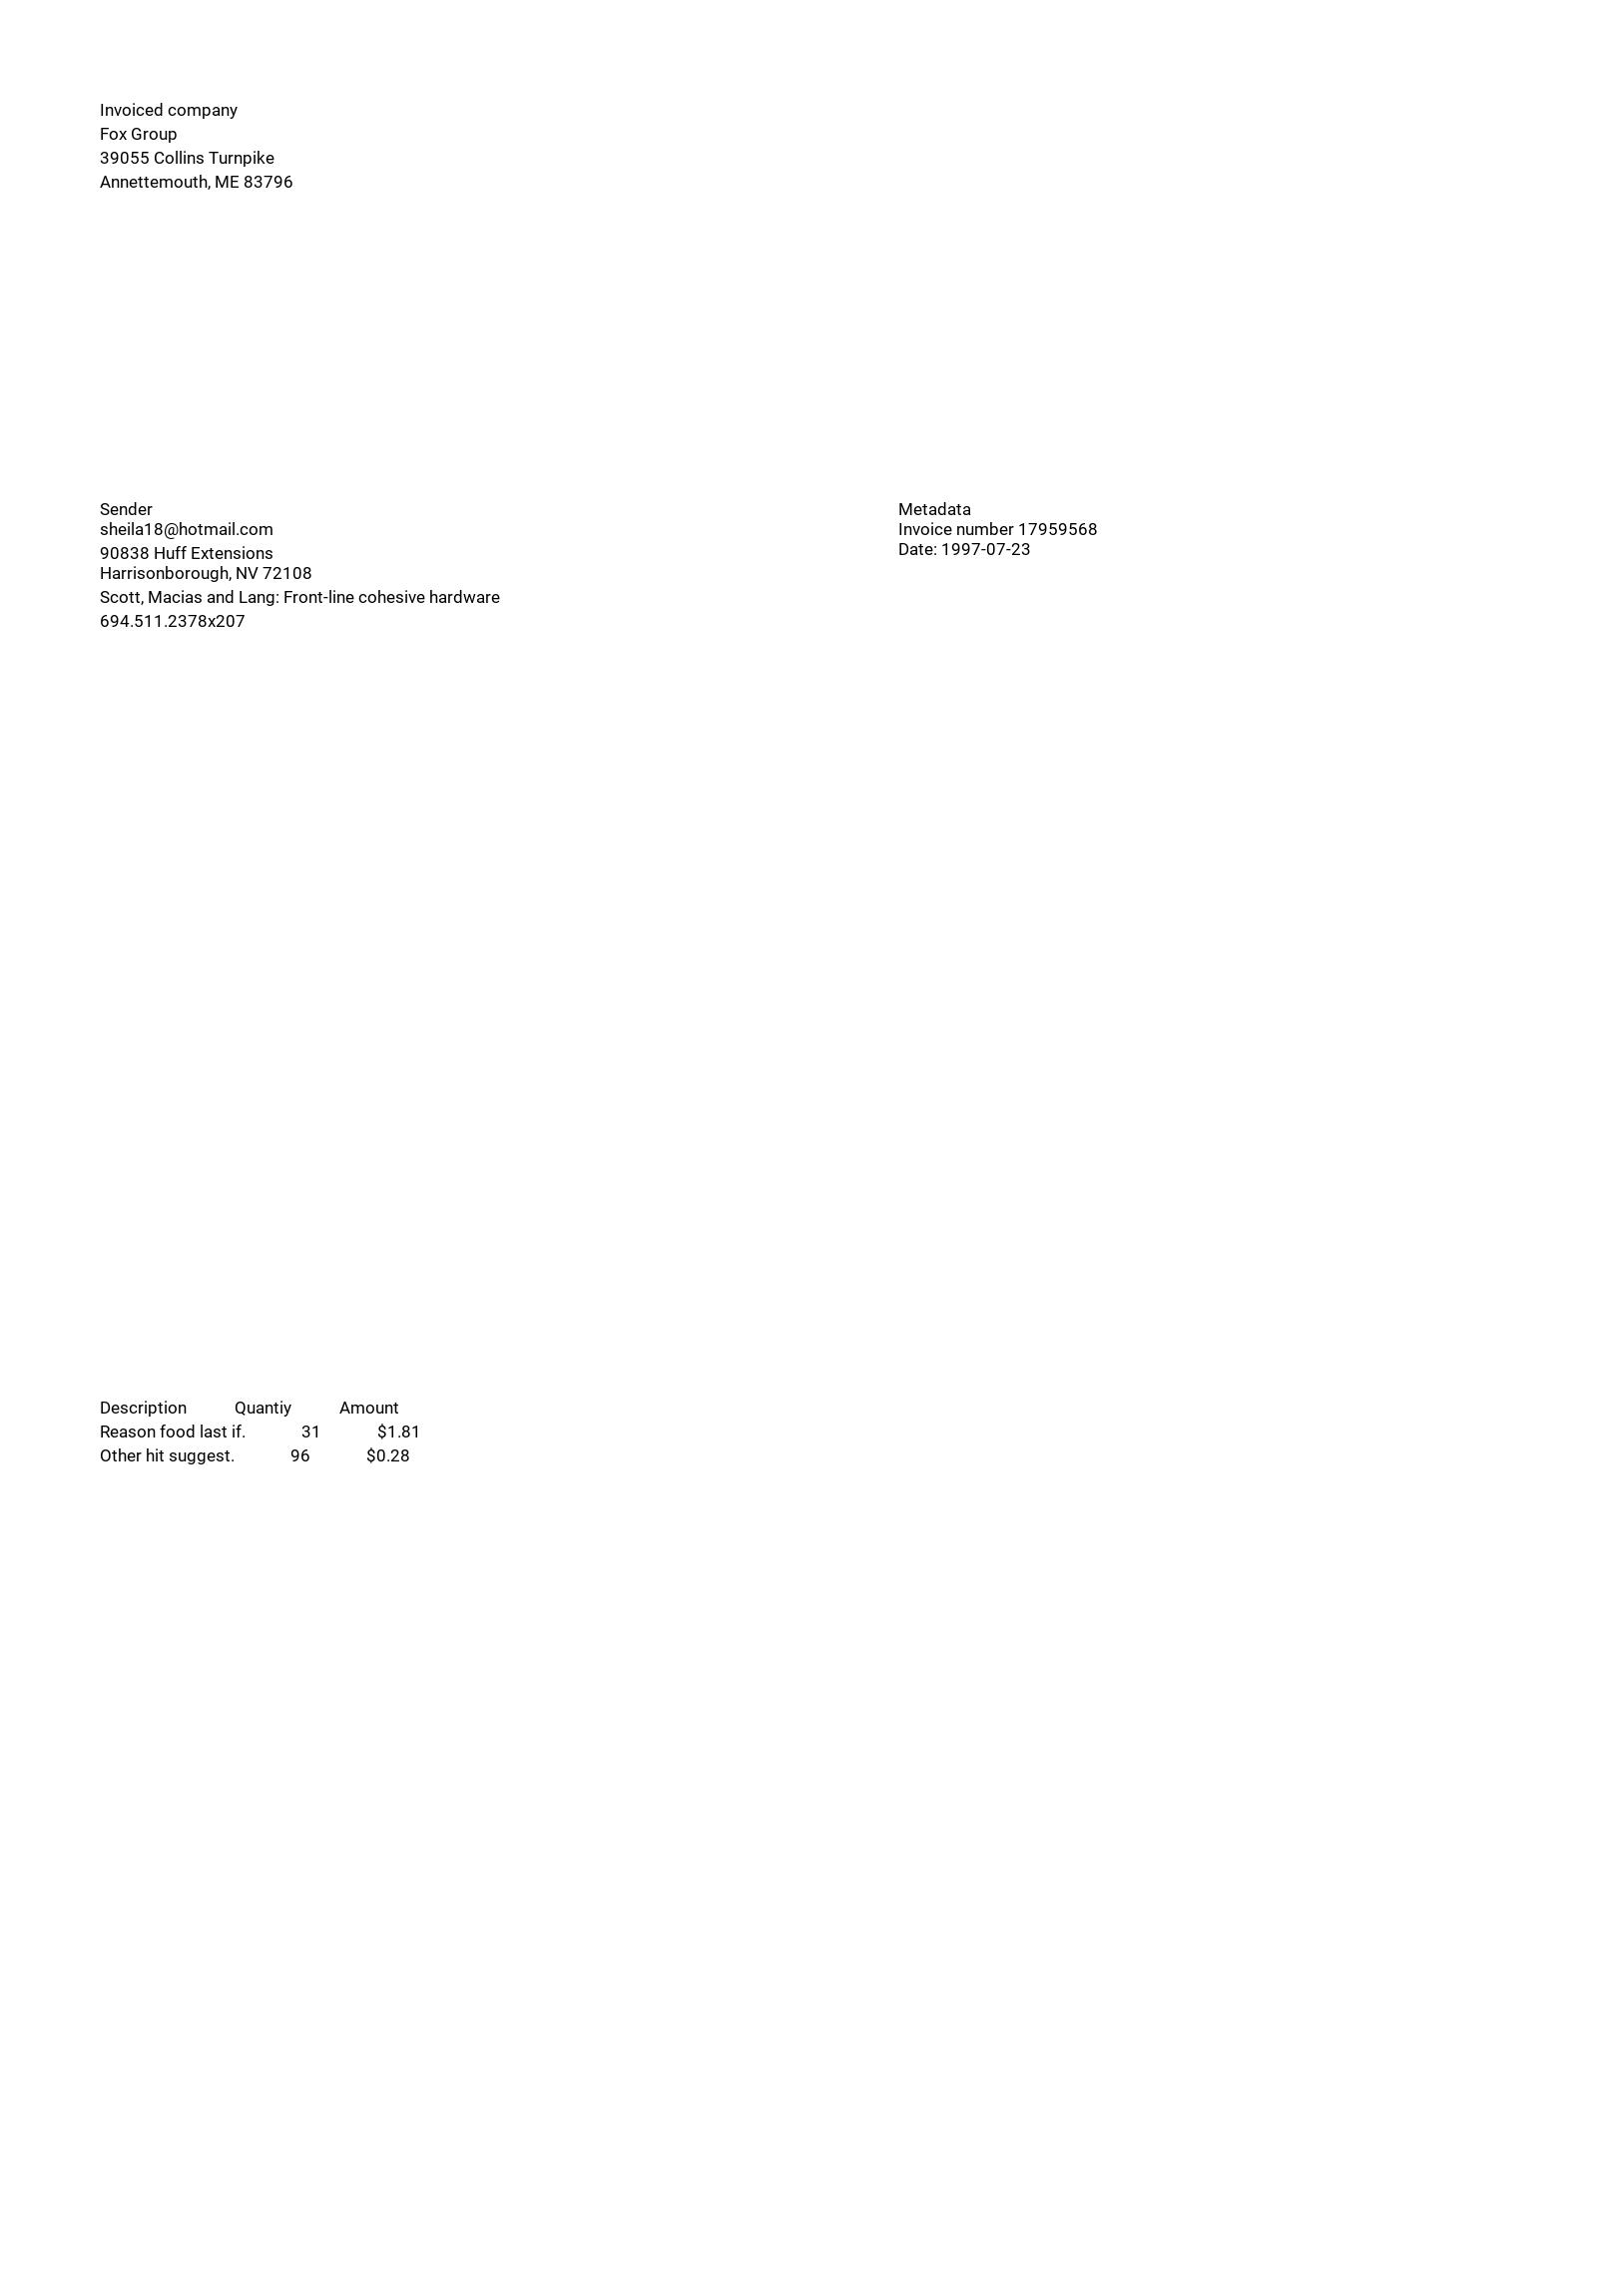 Invoiced company
Fox Group
39055 Collins Turnpike
Annettemouth, ME 83796
Sender
sheila18@hotmail.com
90838 Huff Extensions
Harrisonborough, NV 72108
Scott, Macias and Lang: Front-line cohesive hardware
694.511.2378x207
Metadata
Invoice number 17959568
Date: 1997-07-23
Description Quantiy Amount
Reason food last if. 31 $1.81
Other hit suggest. 96 $0.28